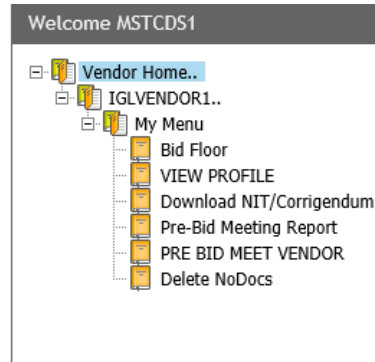 Welcome MSTCDS1
Vendor Home..
IGLVENDOR1..
My Menu
Bid Floor
VIEW PROFILE
Download NIT/Corrigendum
Pre-Bid Meeting Report
PRE BID MEET VENDOR
Delete NoDocs